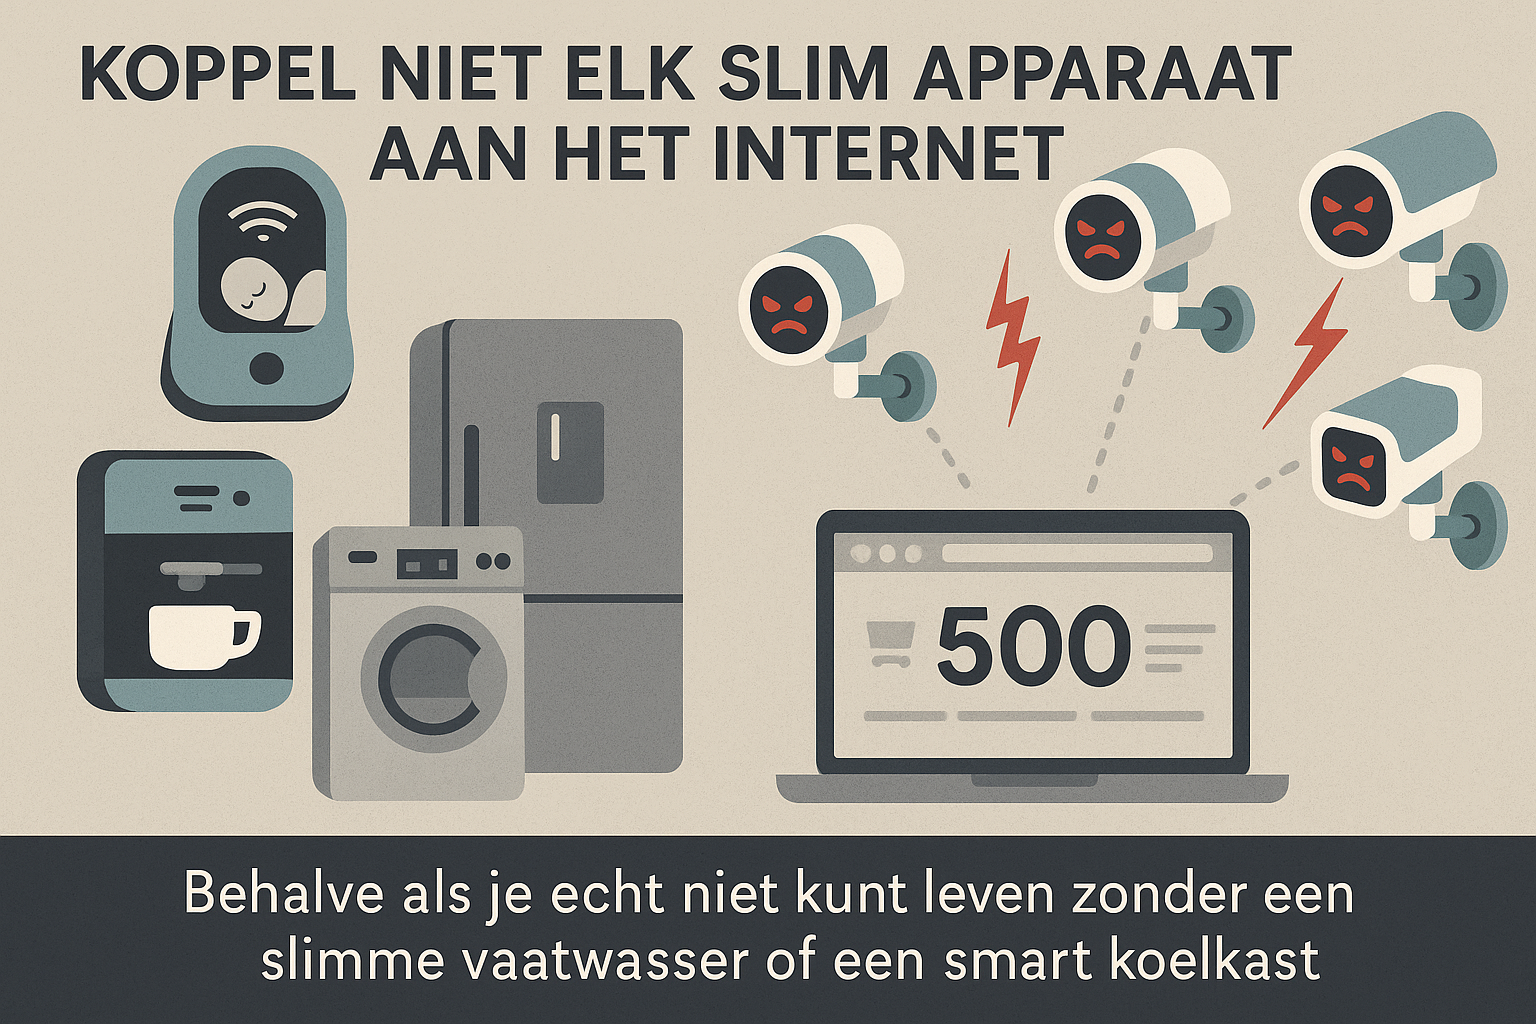 KOPPEL NIET ELK SLIM APPARAAT
AAN HET INTERNET
500
Behalve als je echt niet kunt leven zonder een
slimme vaatwasser of een smart koelkast